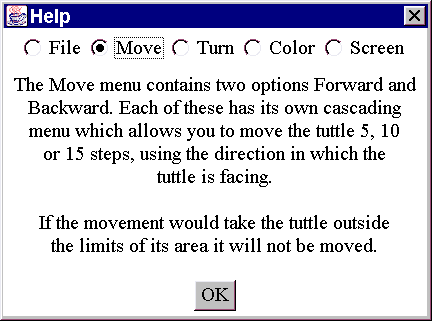 Help
File Move Turn Color Screen
The Move menu contains two options Forward and
Backward. Each of these has its own cascading
menu which allows you to move the tuttle 5, 10
or 15 steps, using the direction in which the
tuttle is facing.
If the movement would take the tuttle outside
the limits of its area it will not be moved.
OK